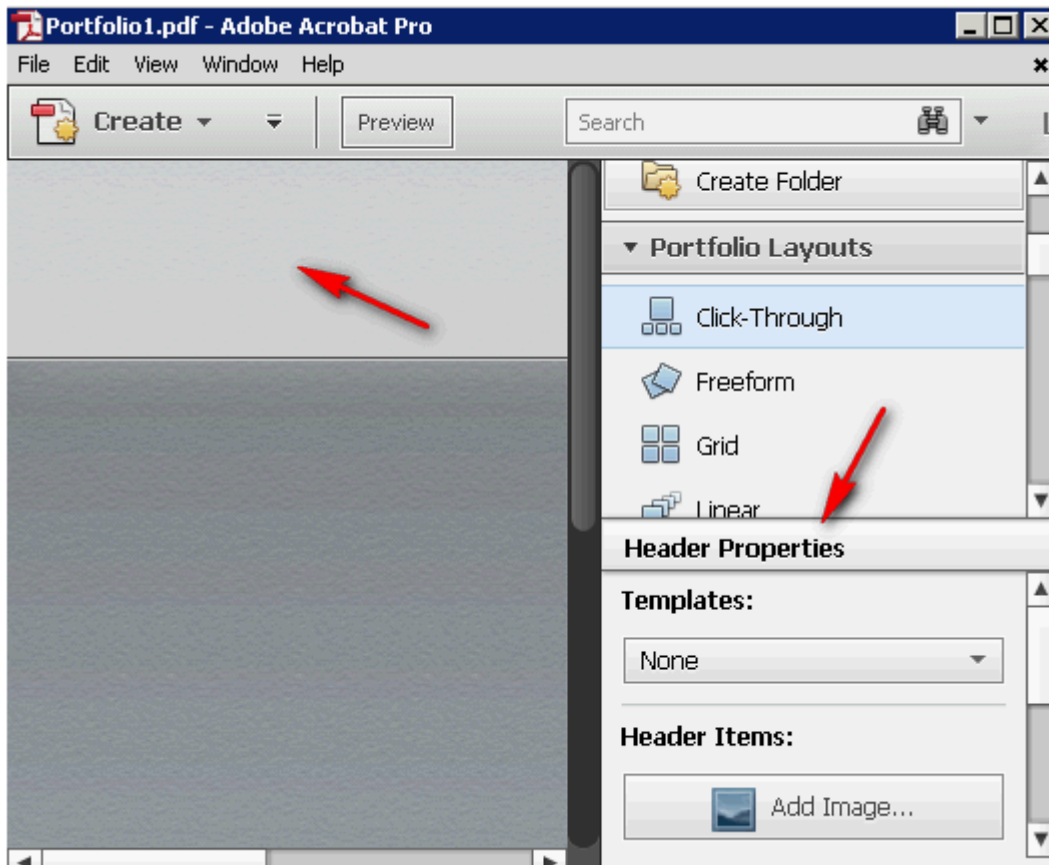 Portfolio1.pdf - Adobe Acrobat Pro
File Edit View Window Help
Create Preview Search
Create Folder
Portfolio Layouts
Click-Through
Freeform
Grid
Linear
Header Properties
Templates:
None
Header Items:
Add Image...